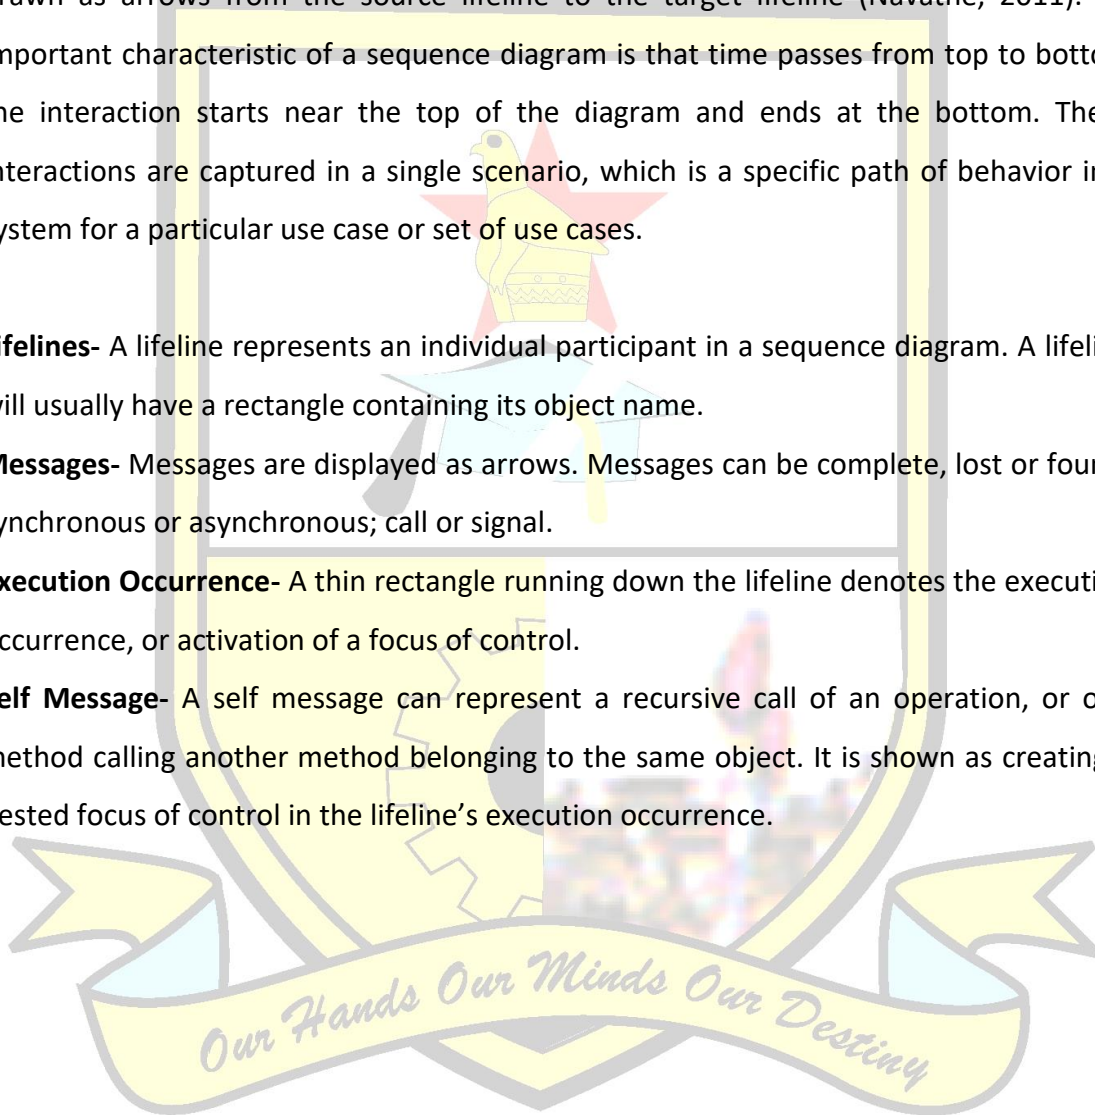 rawn as arrows from the source lifeline to the target lifeline (Navathe, 2011).
mportant characteristic of a sequence diagram is that time passes from top to botto
he interaction starts near the top of the diagram and ends at the bottom. The
nteractions are captured in a single scenario, which is a specific path of behavior in
ystem for a particular use case or set of use cases.
ifelines- A lifeline represents an individual participant in a sequence diagram. A lifeli
vill usually have a rectangle containing its object name.
Messages- Messages are displayed as arrows. Messages can be complete, lost or foun
ynchronous or asynchronous; call or signal.
xecution Occurrence- A thin rectangle running down the lifeline denotes the executi
ccurrence, or activation of a focus of control.
elf Message- A self message can represent a recursive call of an operation, or o
nethod calling another method belonging to the same object. It is shown as creating
ested focus of control in the lifeline's execution occurrence.
Our Hands Our Minds Our Destiny